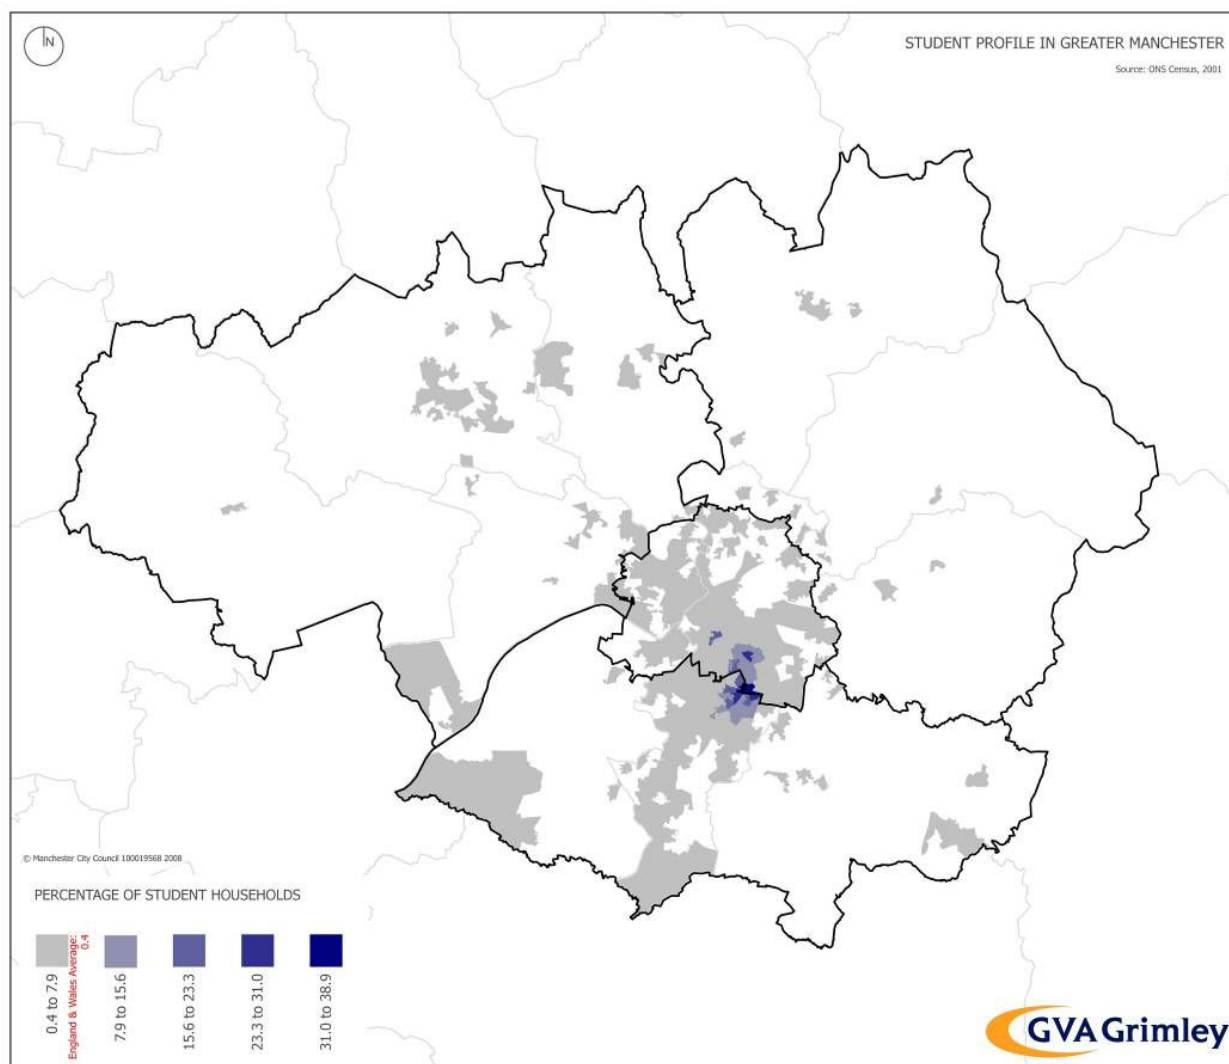 N
STUDENT PROFILE IN GREATER MANCHESTER
Source: ONS Census, 2001
© Manchester City Council 100019568 2008
PERCENTAGE OF STUDENT HOUSEHOLDS
0.4 to 7.9
England & Wales Average:
0.4
7.9 to 15.6
15.6 to 23.3
23.3 to 31.0
31.0 to 38.9
GVA Grimley